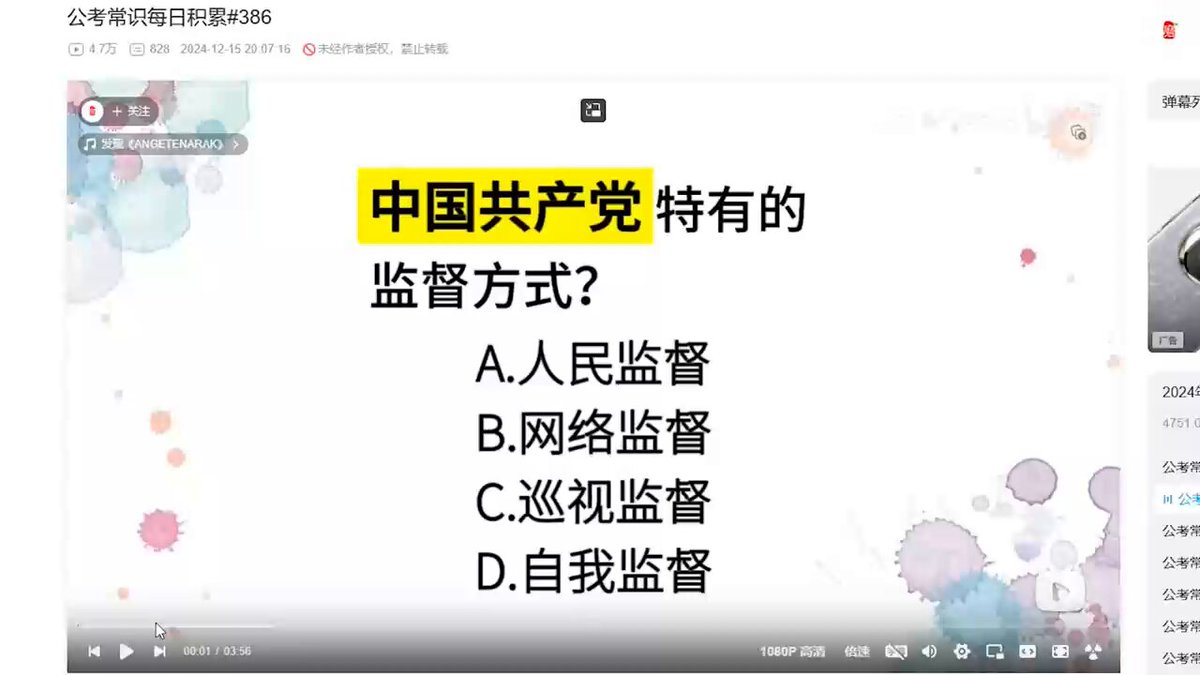 公考常识每日积累#386
4.7万 828 2024-12-15 20:07:16 未经作者授权，禁止转载
弹幕列
+ 关注
发现《ANGETENARAK》
中国共产党特有的
监督方式？
A.人民监督
B.网络监督
C.巡视监督
D.自我监督
广告
2024年
公考常
公考
公考常
公考常
公考常
公考常
公考常
00:01 / 03:56
1080P 高清 倍速